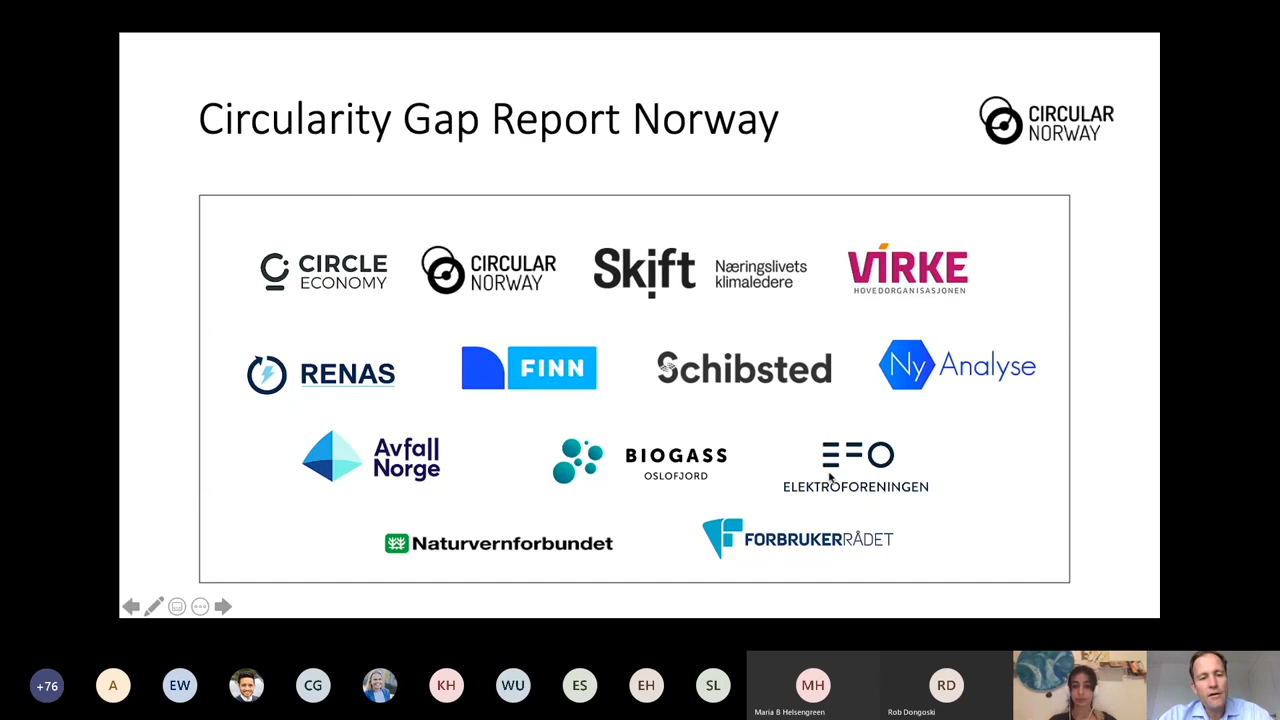 Circularity Gap Report Norway
CIRCULAR
NORWAY
CIRCLE
ECONOMY
CIRCULAR
NORWAY
Skift
Næringslivets
klimaledere
VIRKE
HOVEDORGANISASJONEN
RENAS
FINN
Schibsted
Ny Analyse
Avfall
Norge
BIOGASS
OSLOFJORD
EFO
ELEKTROFORENINGEN
Naturvernforbundet
FORBRUKERRÅDET
+76
A
EW
CG
KH
WU
ES
EH
SL
MH
Maria B Helsengreen
RD
Rob Dongoski